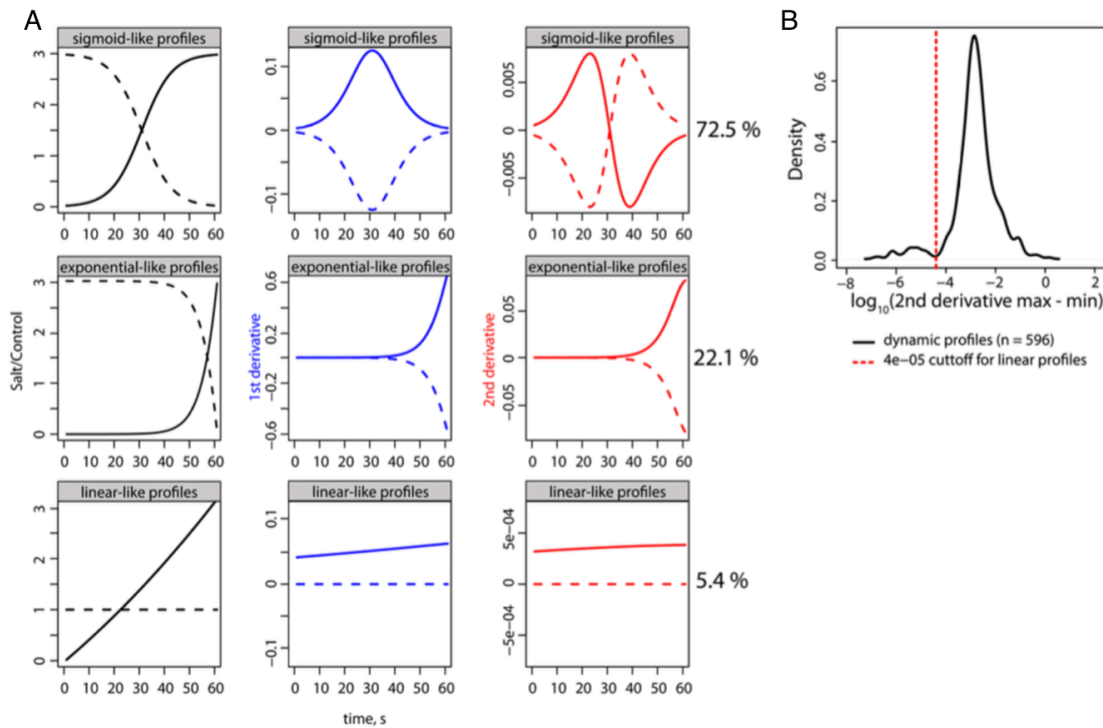 A
B
sigmoid-like profiles
sigmoid-like profiles
sigmoid-like profiles
3
2
1
0
0 10 20 30 40 50 60
0.1
0
−0.1
0 10 20 30 40 50 60
0.005
0
−0.005
0 10 20 30 40 50 60
72.5 %
exponential-like profiles
exponential-like profiles
exponential-like profiles
Salt/Control
3
2
1
0
0 10 20 30 40 50 60
1st derivative
0.6
0.2
−0.2
−0.6
0 10 20 30 40 50 60
2nd derivative
0.05
0
−0.05
0 10 20 30 40 50 60
22.1 %
linear-like profiles
linear-like profiles
linear-like profiles
3
2
1
0
0 10 20 30 40 50 60
0.1
0
−0.1
0 10 20 30 40 50 60
5e−04
0
−5e−04
0 10 20 30 40 50 60
5.4 %
time, s
Density
0.6
0.4
0.2
0.0
−8 −6 −4 −2 0 2
log10(2nd derivative max - min)
dynamic profiles (n = 596)
4e−05 cuttoff for linear profiles